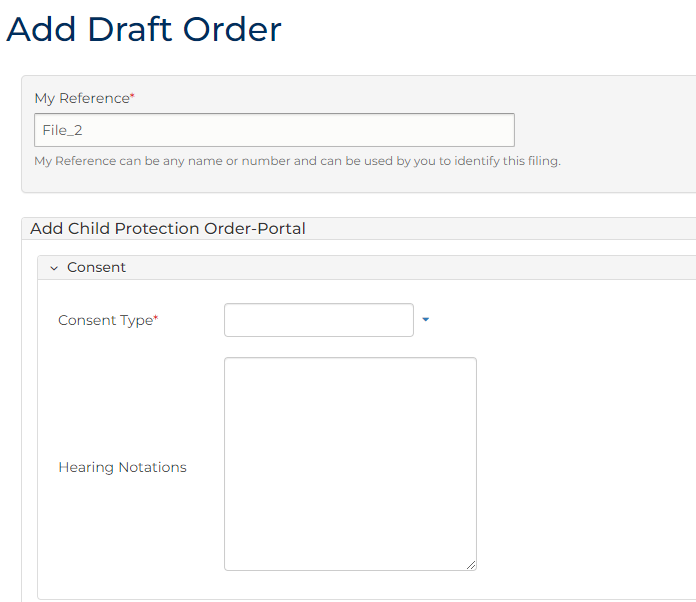 Add Draft Order
My Reference*
File_2
My Reference can be any name or number and can be used by you to identify this filing.
Add Child Protection Order-Portal
Consent
Consent Type*
Hearing Notations